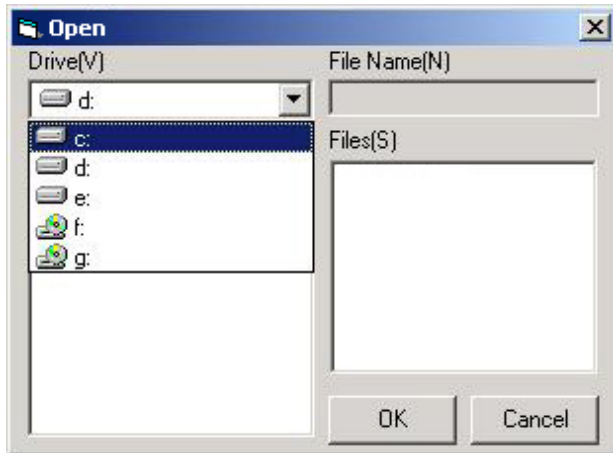 Open
Drive(V)
File Name(N)
d:
c:
Files(S)
d:
e:
f:
g:
OK
Cancel